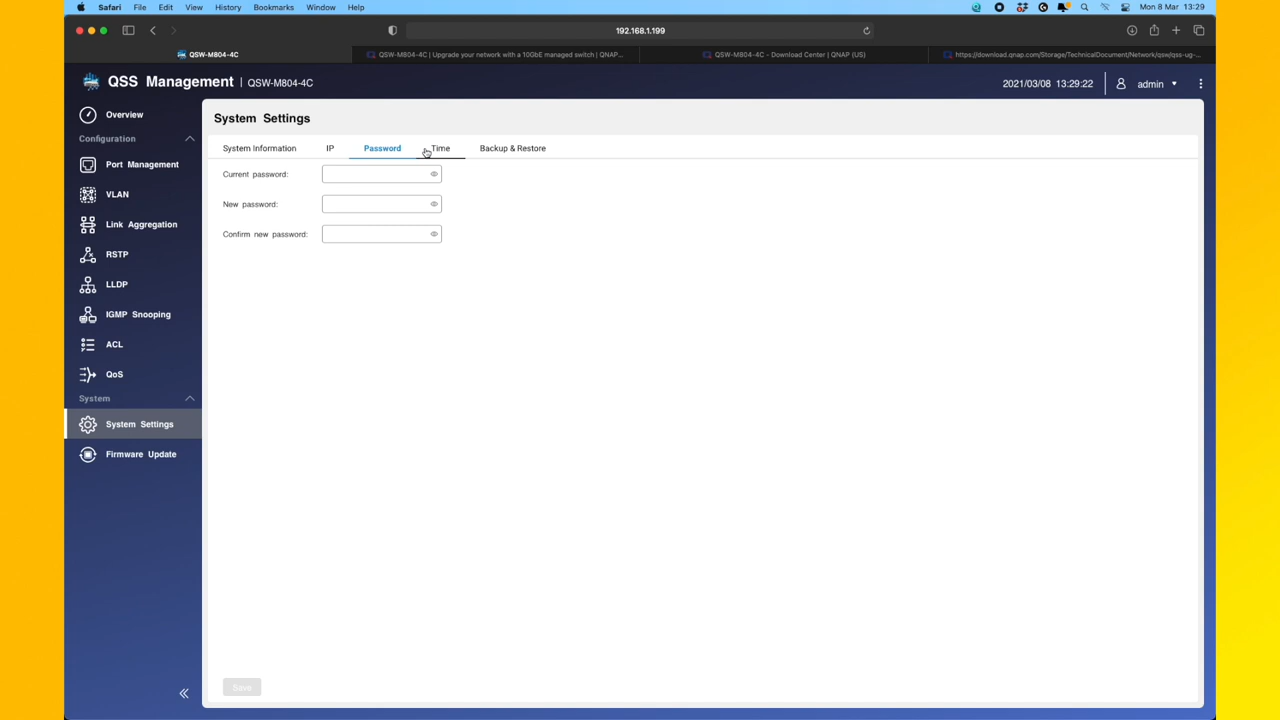 Safari File Edit View History Bookmarks Window Help Mon 8 Mar 13:29
192.168.1.199
QSW-M804-4C QSW-M804-4C | Upgrade your network with a 10GbE managed switch | QNAP... QSW-M804-4C - Download Center | QNAP (US) https://download.qnap.com/Storage/TechnicalDocument/Network/qsw/qss-ug-...
QSS Management | QSW-M804-4C 2021/03/08 13:29:22 admin
Overview
Configuration
Port Management
VLAN
Link Aggregation
RSTP
LLDP
IGMP Snooping
ACL
QoS
System
System Settings
Firmware Update
System Settings
System Information IP Password Time Backup & Restore
Current password:
New password:
Confirm new password:
Save